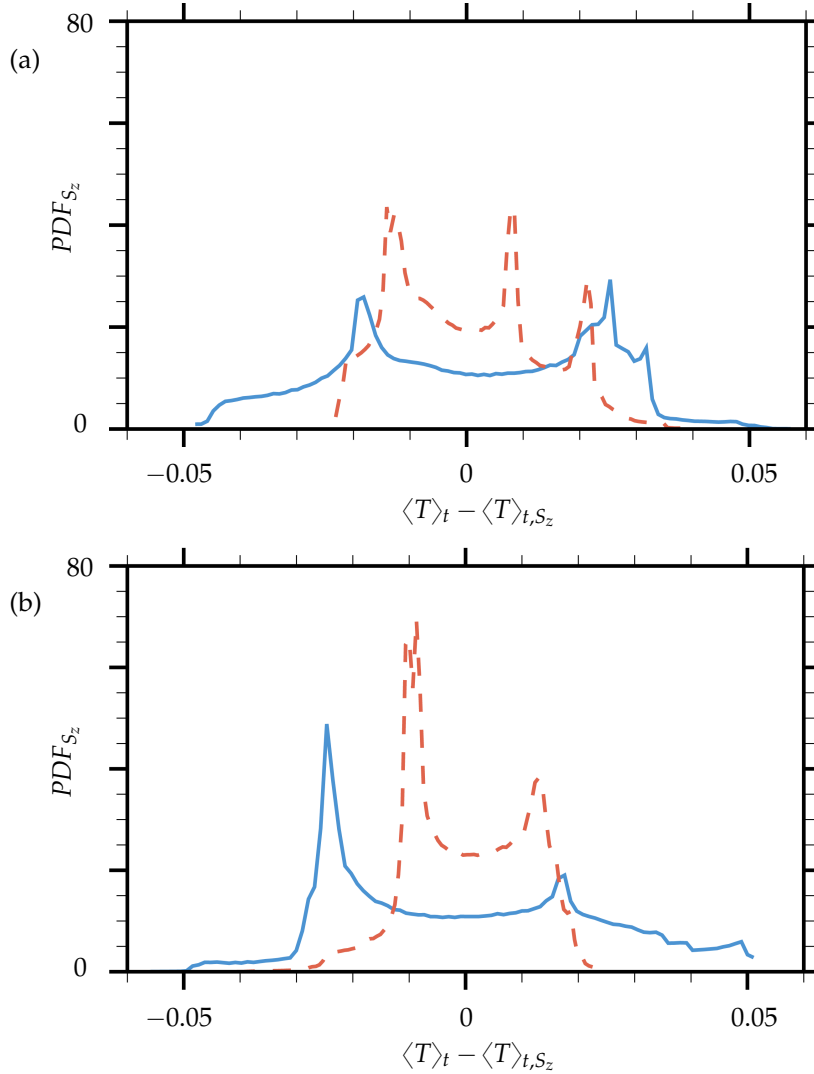 (a)
80
PDF_{S_z}
0
−0.05 0 0.05
⟨T⟩_t − ⟨T⟩_{t,S_z}
(b)
80
PDF_{S_z}
0
−0.05 0 0.05
⟨T⟩_t − ⟨T⟩_{t,S_z}